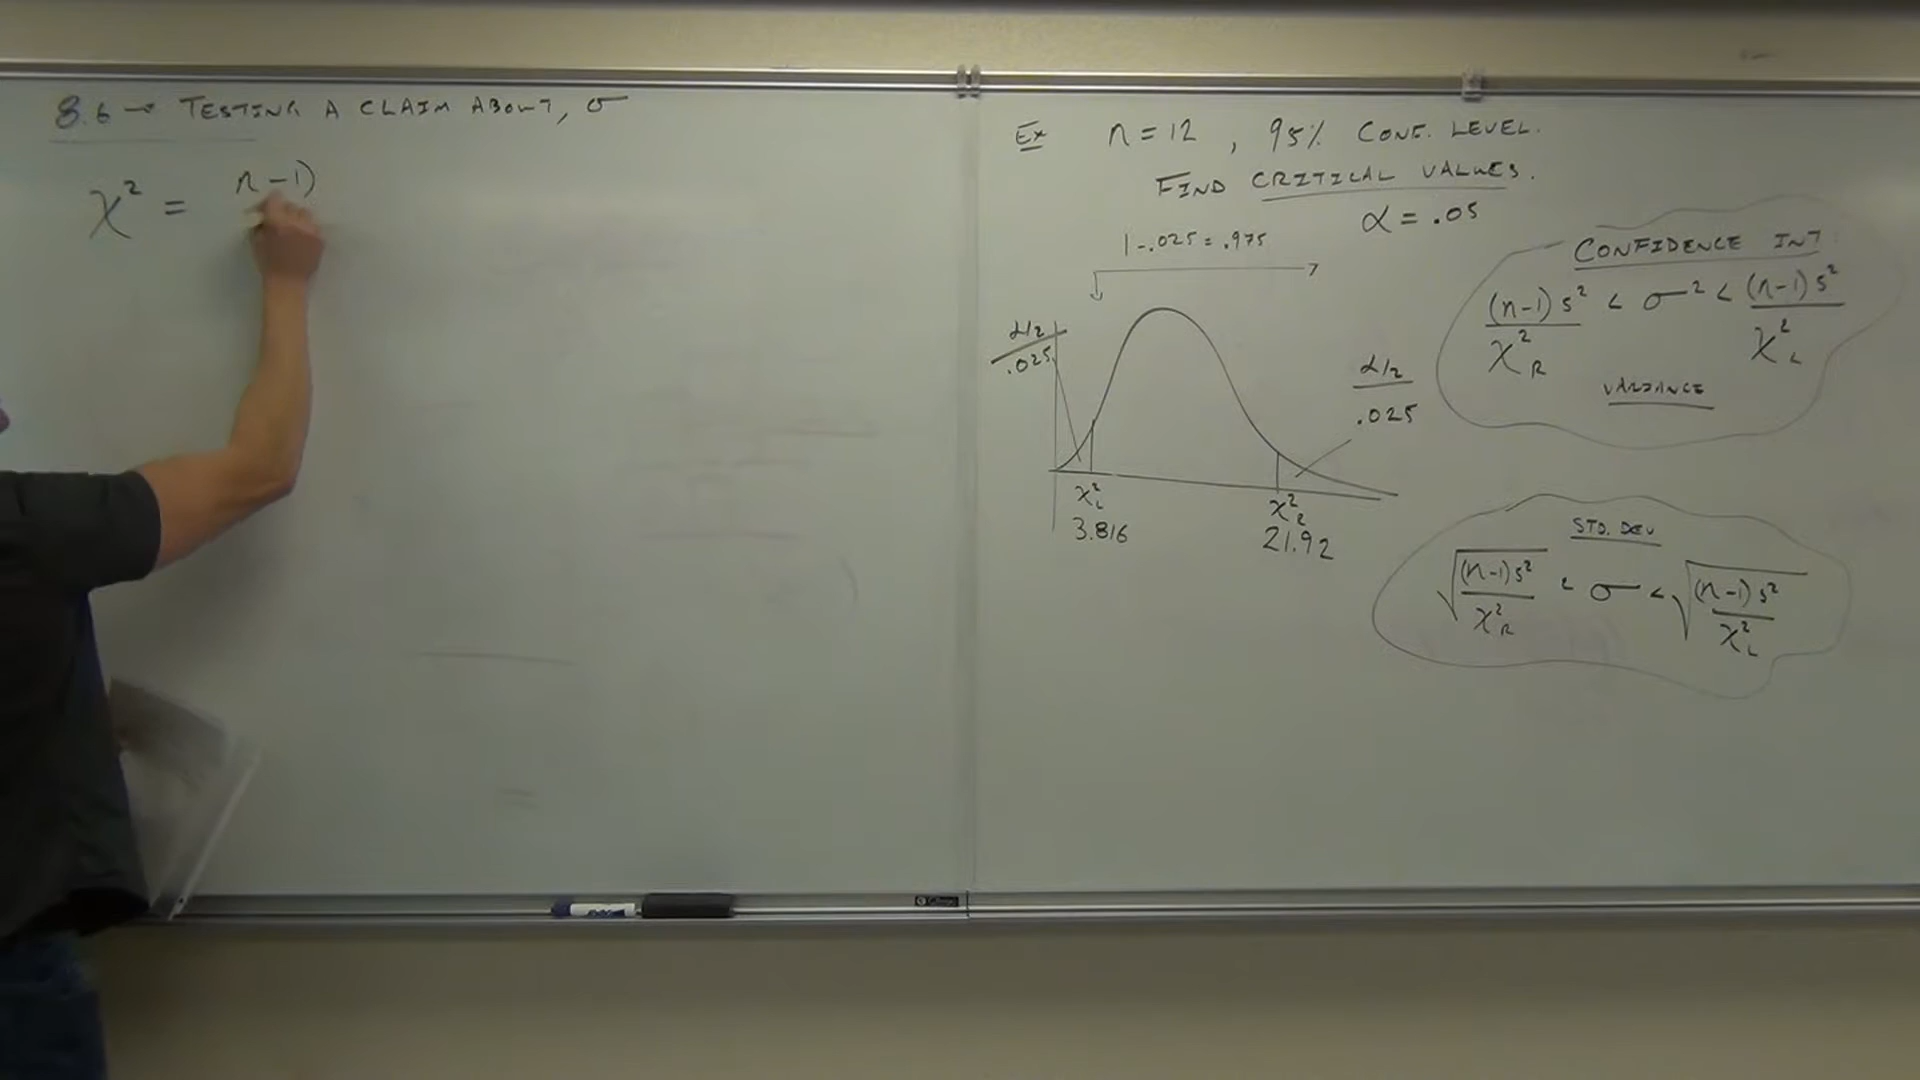 8.6 → TESTING A CLAIM ABOUT, σ
χ² = n-1)
Ex n = 12 , 95% CONF. LEVEL.
FIND CRITICAL VALUES.
α = .05
1-.025 = .975
α/2
.025
α/2
.025
χ²L
3.816
χ²R
21.92
CONFIDENCE INT
(n-1)s² / χ²R < σ² < (n-1)s² / χ²L
VARIANCE
STD. DEV
√((n-1)s² / χ²R) < σ < √((n-1)s² / χ²L)